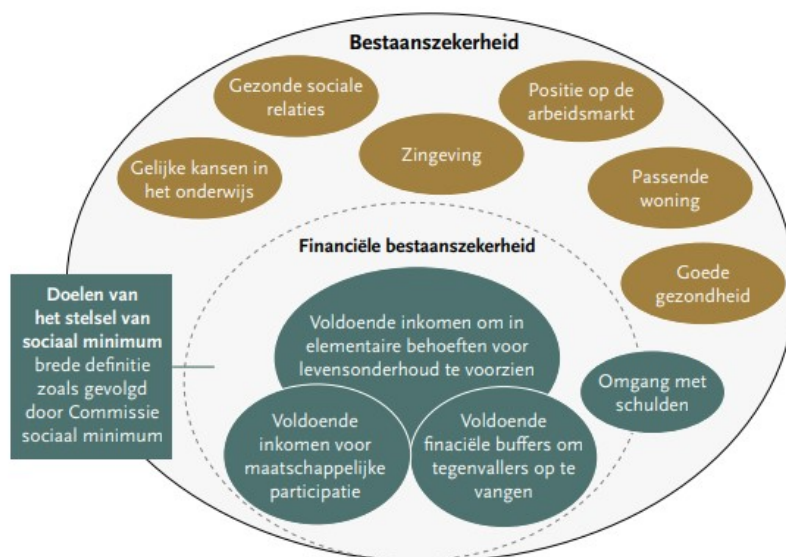 Bestaanszekerheid
Gezonde sociale
relaties
Positie op de
arbeidsmarkt
Zingeving
Gelijke kansen in
het onderwijs
Passende
woning
Financiële bestaanszekerheid
Goede
gezondheid
Doelen van
het stelsel van
sociaal minimum
brede definitie
zoals gevolgd
door Commissie
sociaal minimum
Voldoende inkomen om in
elementaire behoeften voor
levensonderhoud te voorzien
Omgang met
schulden
Voldoende
inkomen voor
maatschappelijke
participatie
Voldoende
finaciële buffers om
tegenvallers op te
vangen